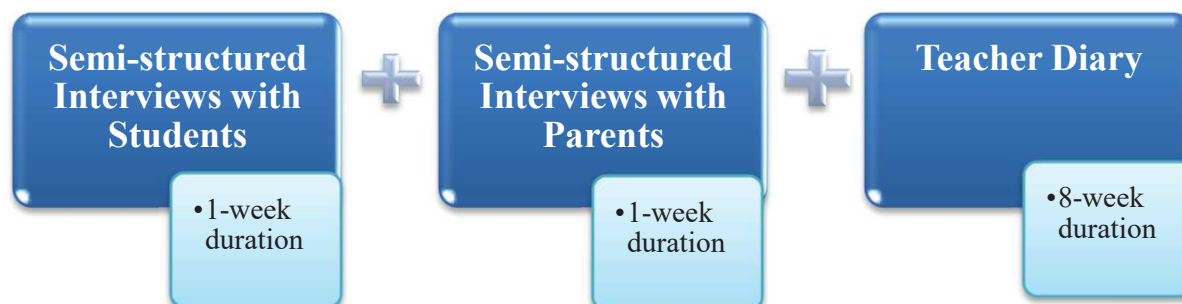 Semi-structured
Interviews with
Students
•1-week
duration
Semi-structured
Interviews with
Parents
•1-week
duration
Teacher Diary
•8-week
duration